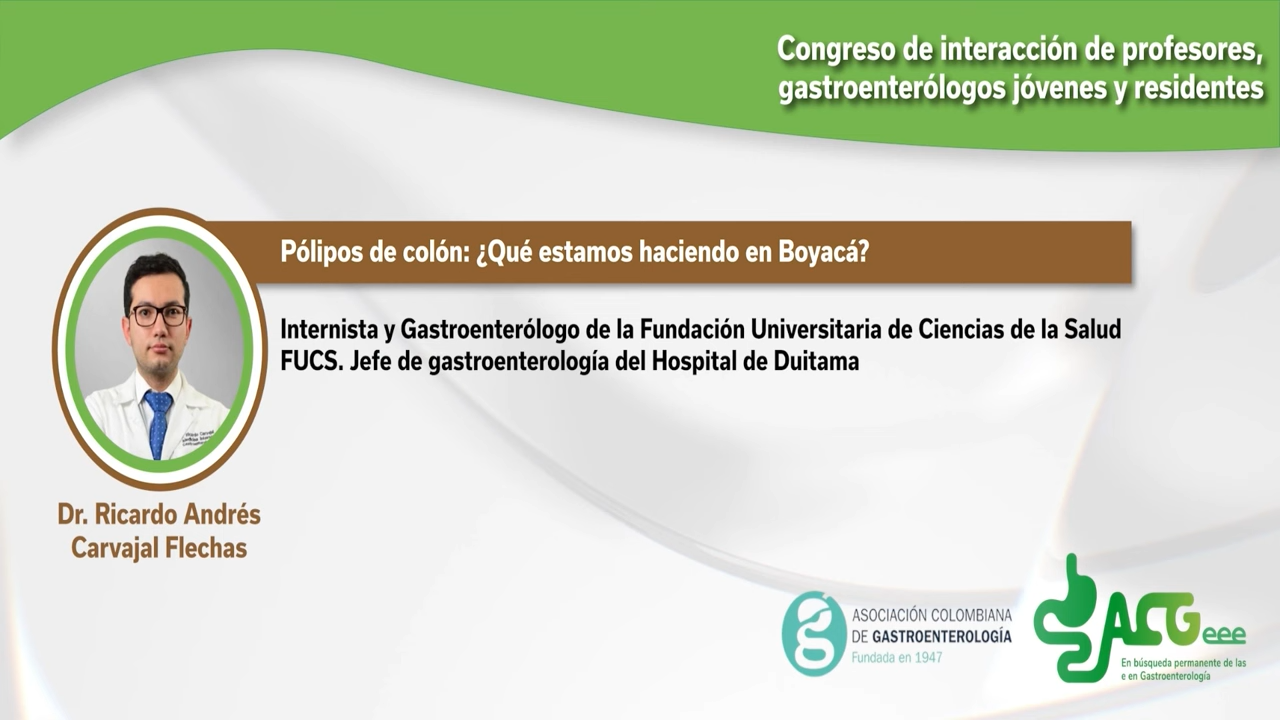 Congreso de interacción de profesores,
gastroenterólogos jóvenes y residentes
Pólipos de colón: ¿Qué estamos haciendo en Boyacá?
Internista y Gastroenterólogo de la Fundación Universitaria de Ciencias de la Salud
FUCS. Jefe de gastroenterología del Hospital de Duitama
Dr. Ricardo Andrés
Carvajal Flechas
ASOCIACIÓN COLOMBIANA
DE GASTROENTEROLOGÍA
Fundada en 1947
ACG eee
En búsqueda permanente de las
e en Gastroenterología